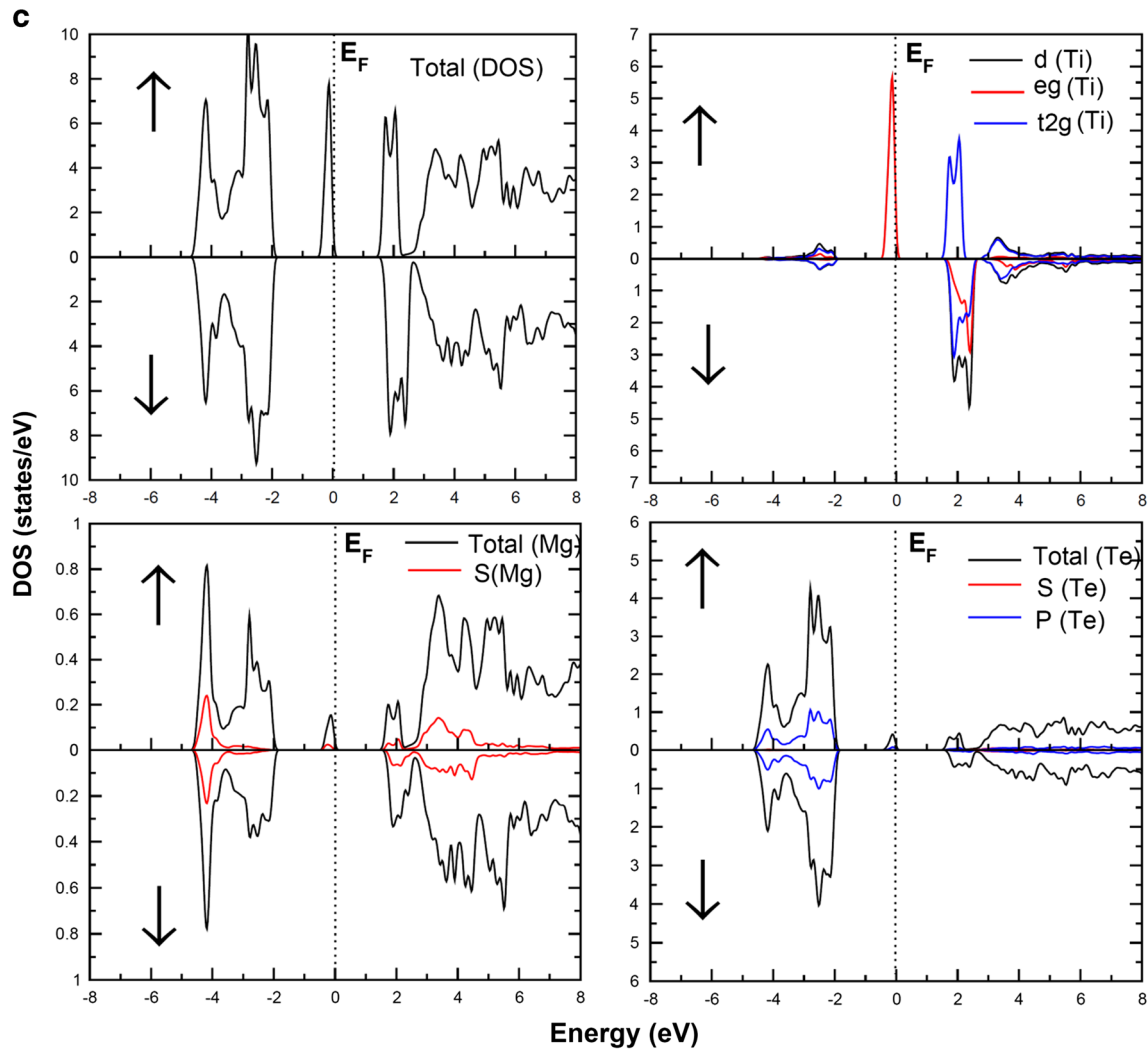 c
DOS (states/eV)
E_F
Total (DOS)
10
8
6
4
2
0
2
4
6
8
10
-8 -6 -4 -2 0 2 4 6 8
E_F
d (Ti)
eg (Ti)
t2g (Ti)
7
6
5
4
3
2
1
0
1
2
3
4
5
6
7
-8 -6 -4 -2 0 2 4 6 8
E_F
Total (Mg)
S(Mg)
1
0.8
0.6
0.4
0.2
0
0.2
0.4
0.6
0.8
1
-8 -6 -4 -2 0 2 4 6 8
E_F
Total (Te)
S (Te)
P (Te)
6
5
4
3
2
1
0
1
2
3
4
5
6
-8 -6 -4 -2 0 2 4 6 8
Energy (eV)